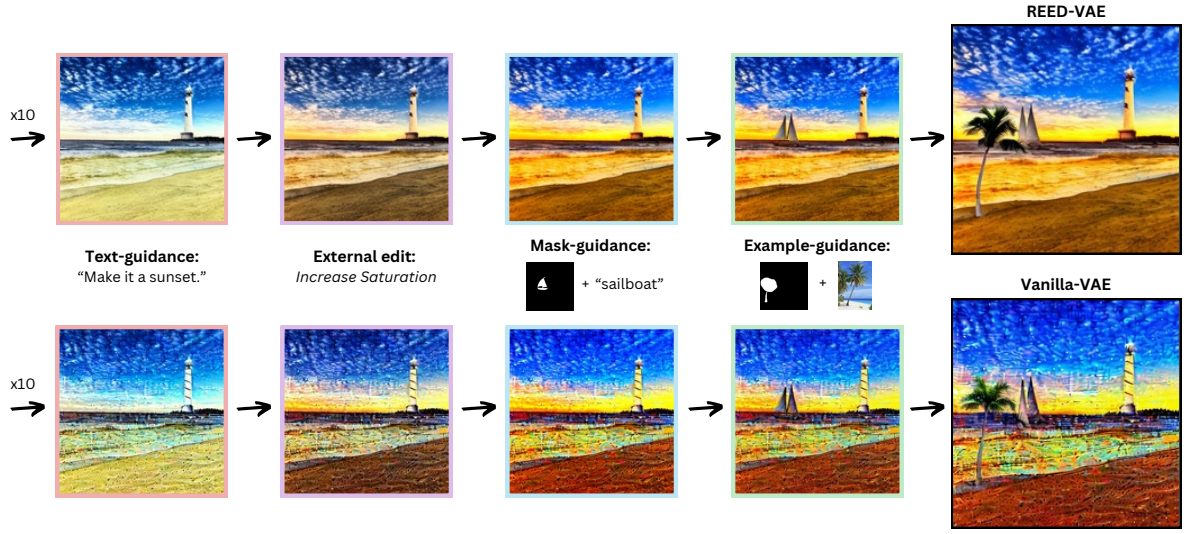 REED-VAE
x10
Text-guidance:
“Make it a sunset.”
External edit:
Increase Saturation
Mask-guidance:
+ “sailboat”
Example-guidance:
+
Vanilla-VAE
x10